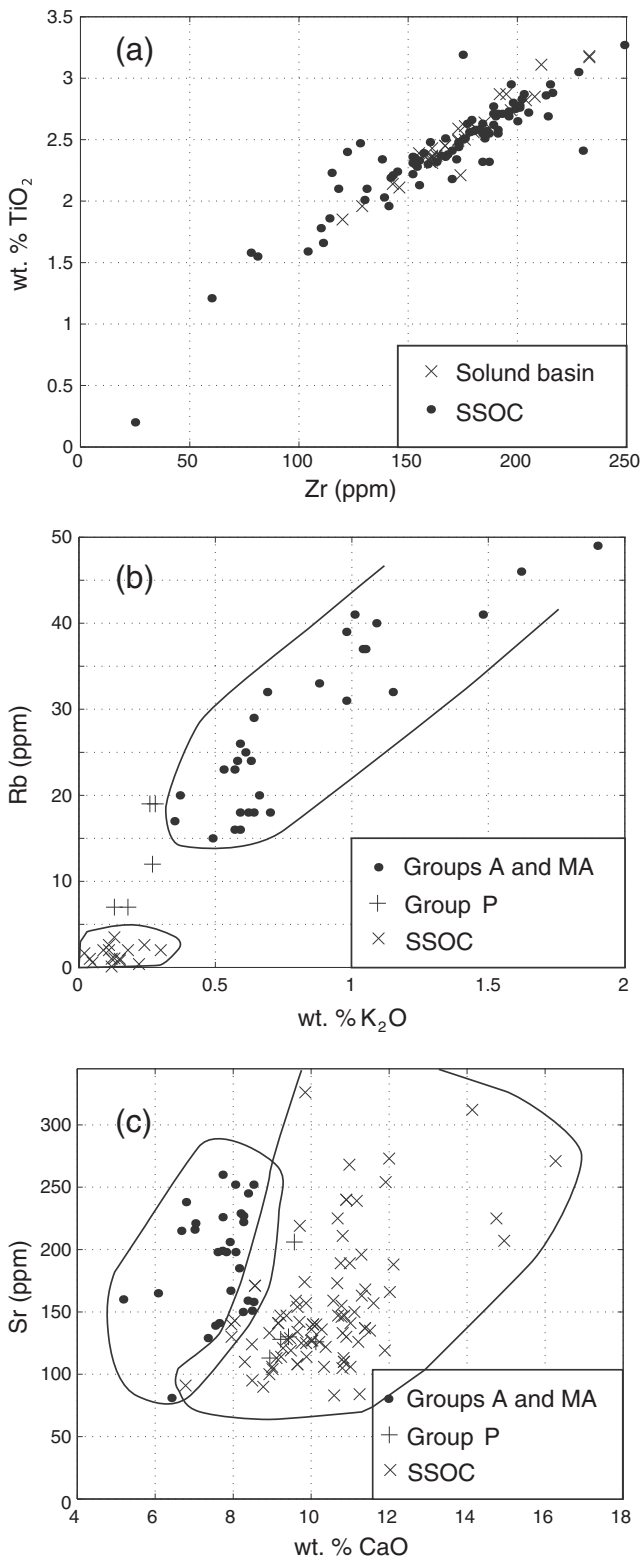 (a)
3.5
3
2.5
2
1.5
1
0.5
0
wt. % TiO₂
0 50 100 150 200 250
Zr (ppm)
Solund basin
SSOC
(b)
50
40
30
20
10
0
Rb (ppm)
0.5 1 1.5 2
wt. % K₂O
Groups A and MA
Group P
SSOC
(c)
300
250
200
150
100
50
0
Sr (ppm)
4 6 8 10 12 14 16 18
wt. % CaO
Groups A and MA
Group P
SSOC